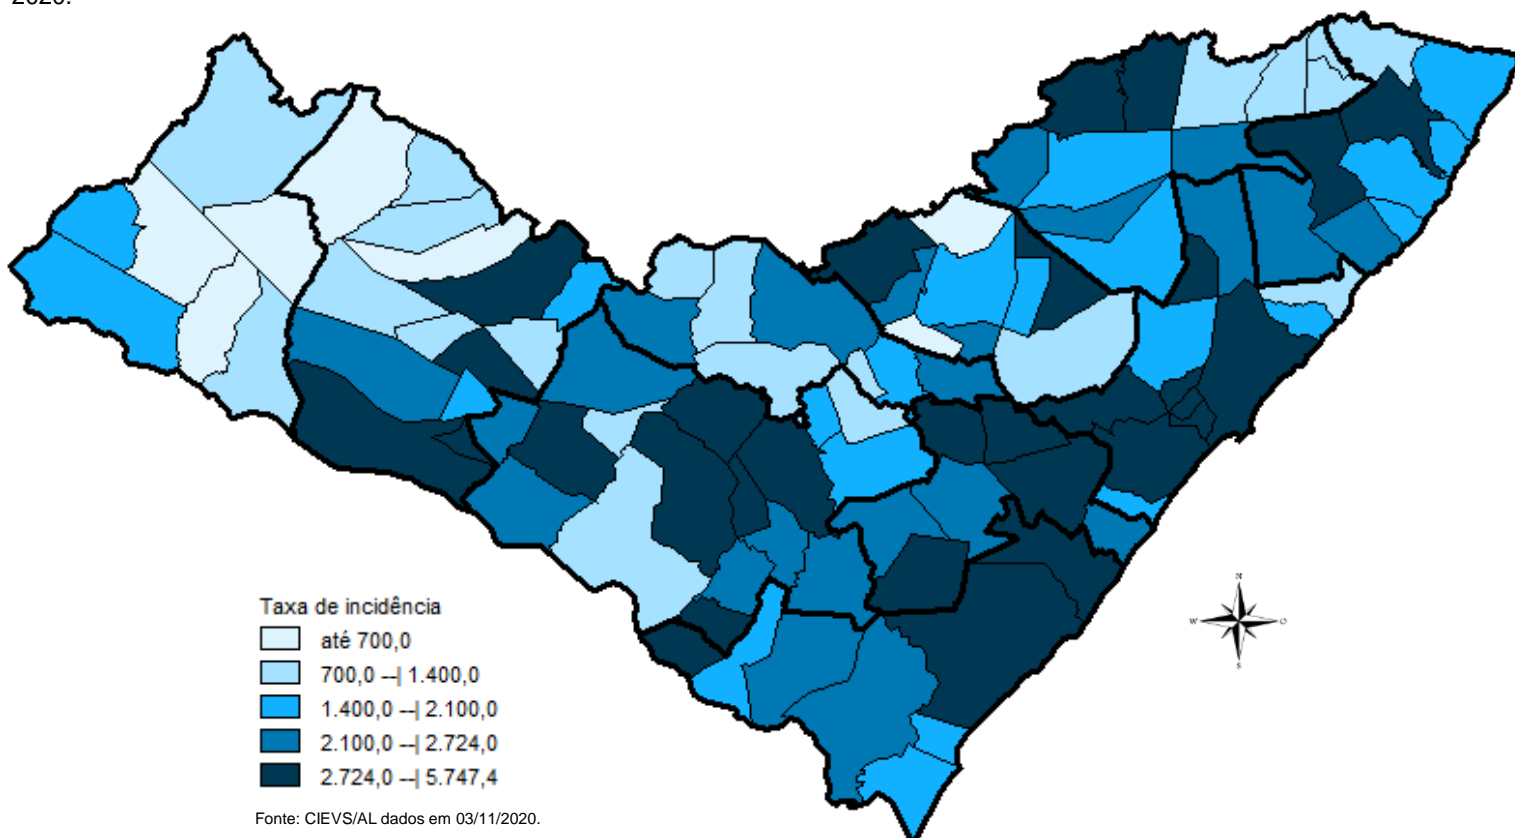 2020.
N
W
O
S
Taxa de incidência
até 700,0
700,0 --| 1.400,0
1.400,0 --| 2.100,0
2.100,0 --| 2.724,0
2.724,0 --| 5.747,4
Fonte: CIEVS/AL dados em 03/11/2020.